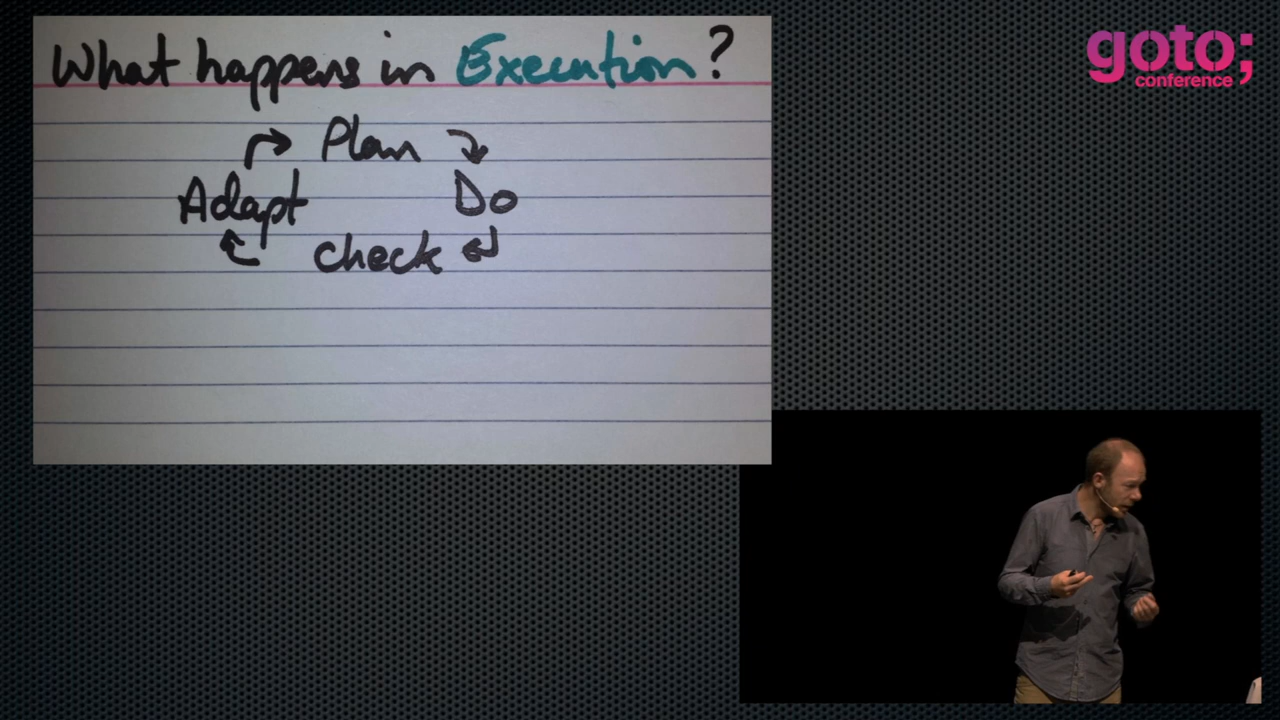 What happens in Execution?
Plan
Adapt Do
check
goto;
conference